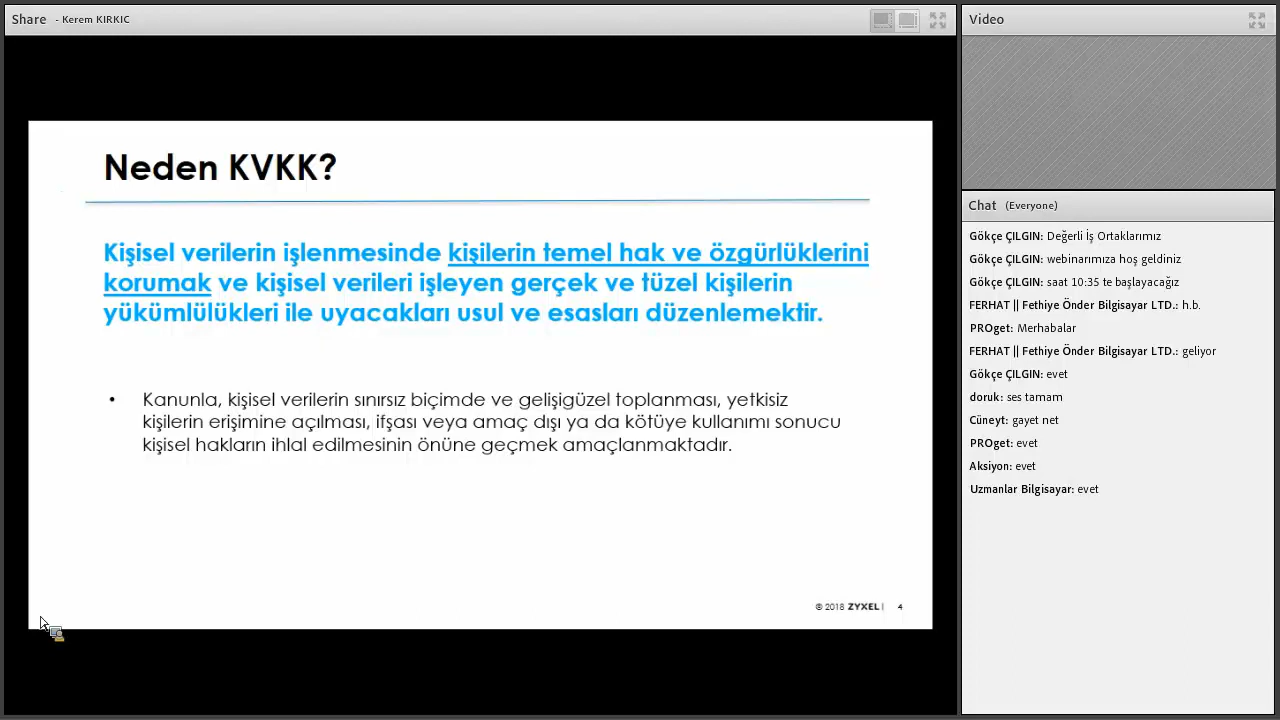 Share - Kerem KIRKIC
Neden KVKK?
Kişisel verilerin işlenmesinde kişilerin temel hak ve özgürlüklerini
korumak ve kişisel verileri işleyen gerçek ve tüzel kişilerin
yükümlülükleri ile uyacakları usul ve esasları düzenlemektir.
• Kanunla, kişisel verilerin sınırsız biçimde ve gelişigüzel toplanması, yetkisiz
kişilerin erişimine açılması, ifşası veya amaç dışı ya da kötüye kullanımı sonucu
kişisel hakların ihlal edilmesinin önüne geçmek amaçlanmaktadır.
© 2018 ZYXEL | 4
Video
Chat (Everyone)
Gökçe ÇILGIN: Değerli İş Ortaklarımız
Gökçe ÇILGIN: webinarımıza hoş geldiniz
Gökçe ÇILGIN: saat 10:35 te başlayacağız
FERHAT || Fethiye Önder Bilgisayar LTD.: h.b.
PROget: Merhabalar
FERHAT || Fethiye Önder Bilgisayar LTD.: geliyor
Gökçe ÇILGIN: evet
doruk: ses tamam
Cüneyt: gayet net
PROget: evet
Aksiyon: evet
Uzmanlar Bilgisayar: evet